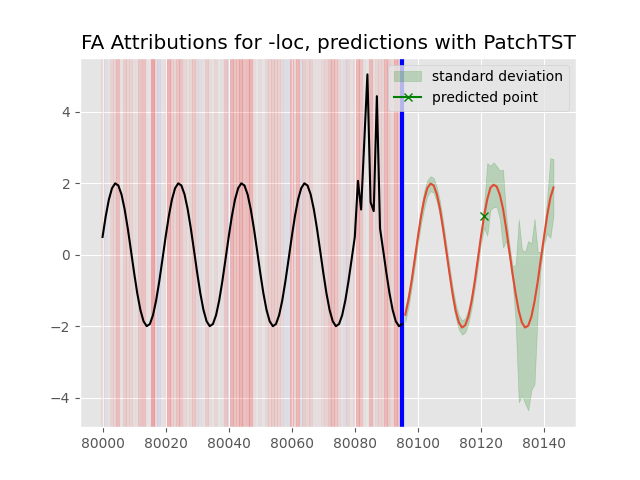 FA Attributions for -loc, predictions with PatchTST
standard deviation
predicted point
4
2
0
−2
−4
80000 80020 80040 80060 80080 80100 80120 80140